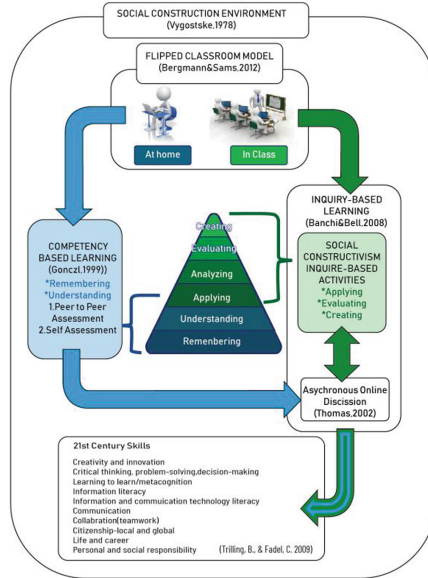 SOCIAL CONSTRUCTION ENVIRONMENT
(Vygostske,1978)
FLIPPED CLASSROOM MODEL
(Bergmann&Sams,2012)
At home
In Class
COMPETENCY
BASED LEARNING
(Gonczl.1999))
*Remembering
*Understanding
1.Peer to Peer
Assessment
2.Self Assessment
Creating
Evaluating
Analyzing
Applying
Understanding
Remenbering
INQUIRY-BASED
LEARNING
(Banchi&Bell,2008)
SOCIAL
CONSTRUCTIVISM
INQUIRE-BASED
ACTIVITIES
*Applying
*Evaluating
*Creating
Asychronous Online
Discission
(Thomas,2002)
21st Century Skills
Creativity and innovation
Critical thinking, problem-solving,decision-making
Learning to learn/metacognition
Information literacy
Information and commuication technology literacy
Communication
Collabration(teamwork)
Citizenship-local and global
Life and career
Personal and social responsibility (Trilling, B., & Fadel, C. 2009)